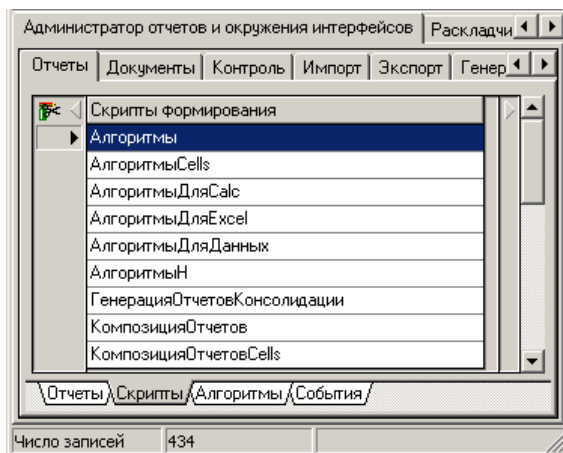 Администратор отчетов и окружения интерфейсов Раскладчи
Отчеты Документы Контроль Импорт Экспорт Генер
Скрипты формирования
Алгоритмы
АлгоритмыCells
АлгоритмыДляCalc
АлгоритмыДляExcel
АлгоритмыДляДанных
АлгоритмыН
ГенерацияОтчетовКонсолидации
КомпозицияОтчетов
КомпозицияОтчетовCells
Отчеты Скрипты Алгоритмы События
Число записей 434